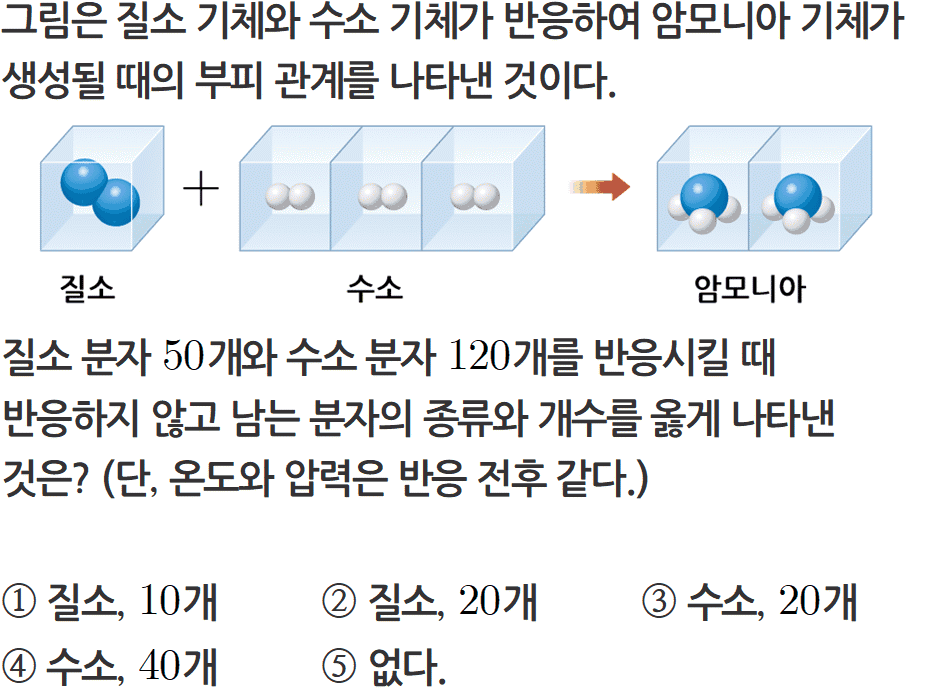 그림은 질소 기체와 수소 기체가 반응하여 암모니아 기체가
생성될 때의 부피 관계를 나타낸 것이다.
+
질소 수소 암모니아
질소 분자 50개와 수소 분자 120개를 반응시킬 때
반응하지 않고 남는 분자의 종류와 개수를 옳게 나타낸
것은? (단, 온도와 압력은 반응 전후 같다.)
① 질소, 10개 ② 질소, 20개 ③ 수소, 20개
④ 수소, 40개 ⑤ 없다.